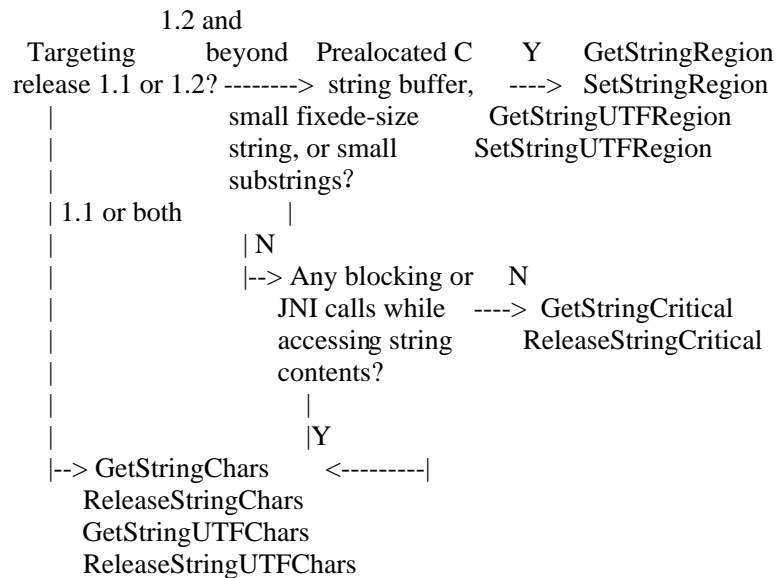 1.2 and
Targeting beyond Prealocated C Y GetStringRegion
release 1.1 or 1.2? --------> string buffer, ----> SetStringRegion
| small fixede-size GetStringUTFRegion
| string, or small SetStringUTFRegion
| substrings?
| 1.1 or both |
| | N
| |--> Any blocking or N
| JNI calls while ----> GetStringCritical
| accessing string ReleaseStringCritical
| contents?
| |
| |Y
|--> GetStringChars <---------|
ReleaseStringChars
GetStringUTFChars
ReleaseStringUTFChars